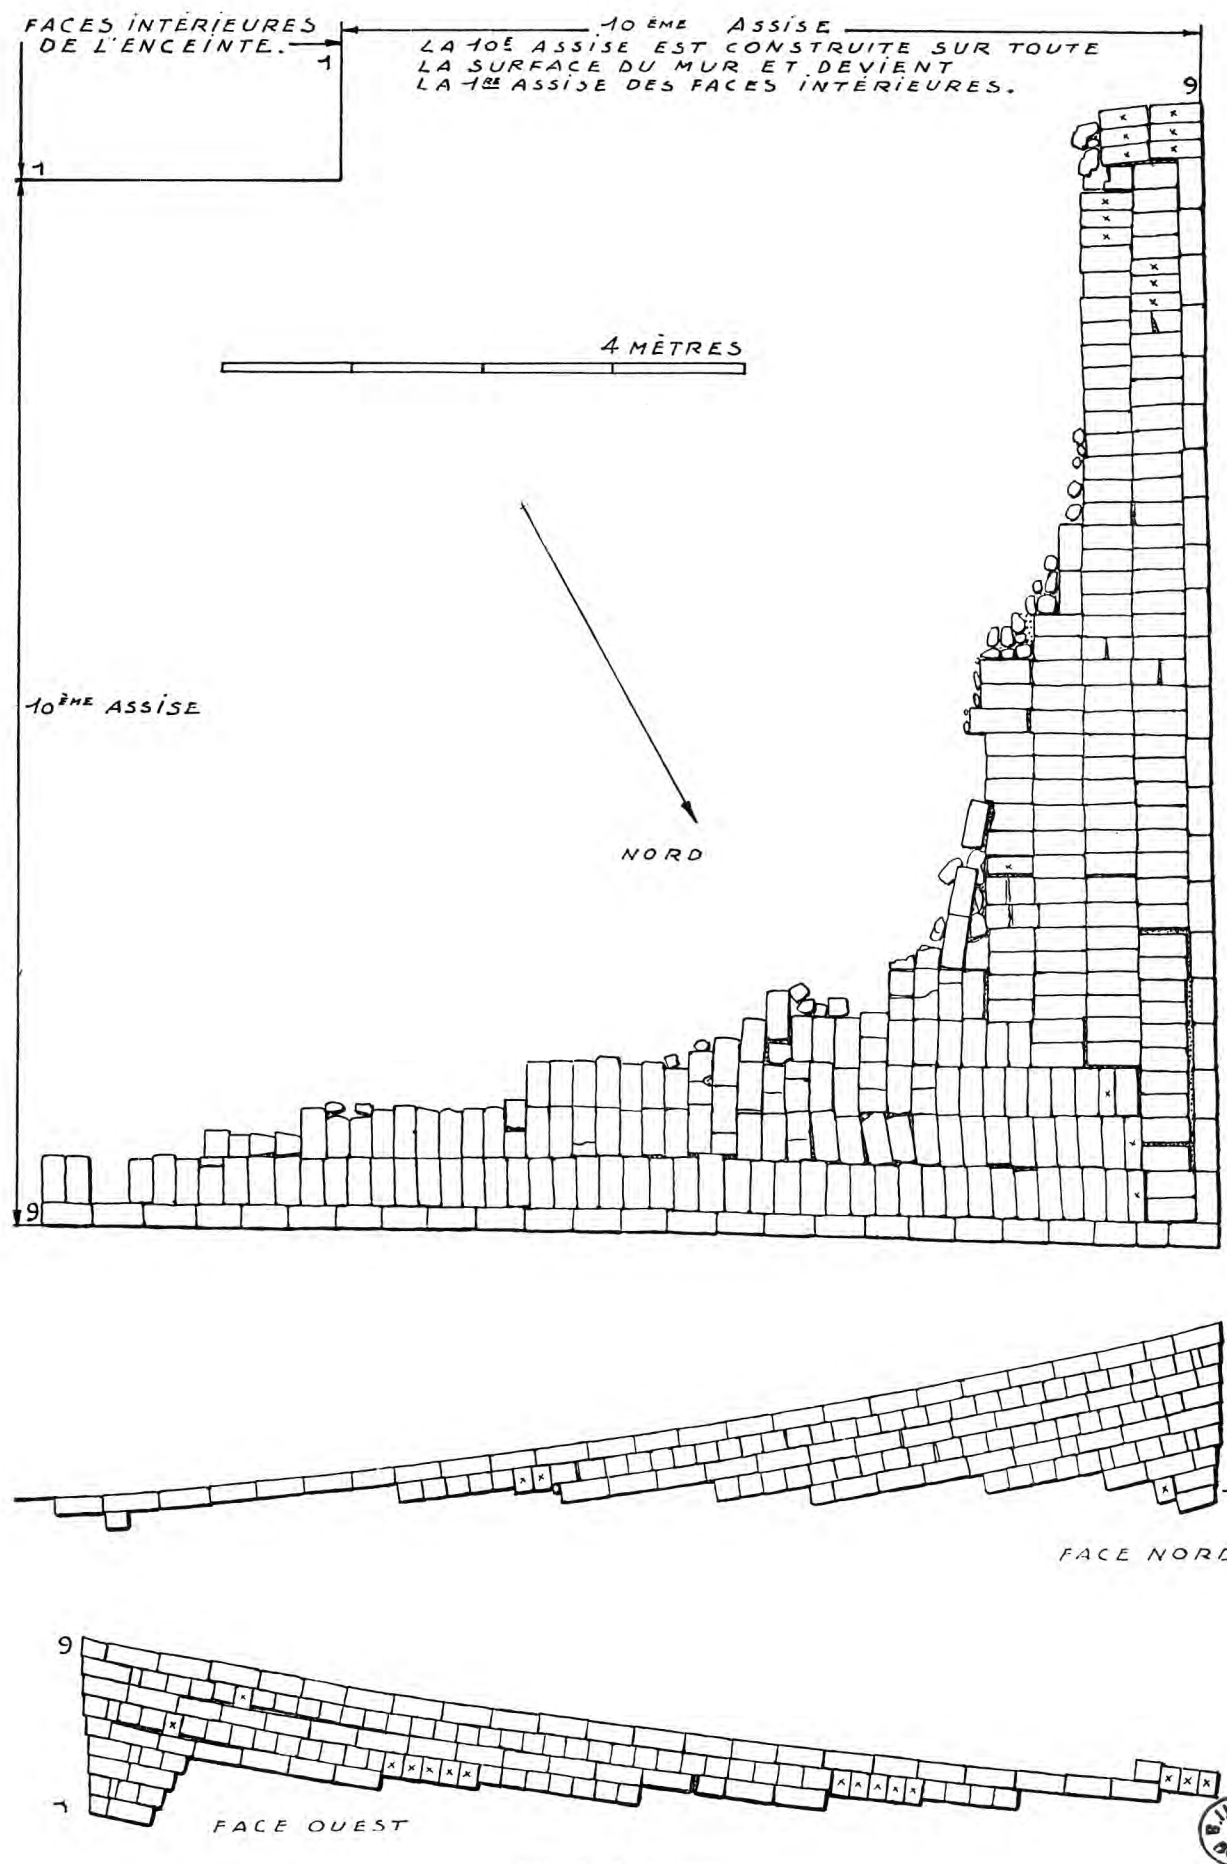 FACES INTÉRIEURES
DE L'ENCEINTE.
1
10 ÈME ASSISE
LA 10E ASSISE EST CONSTRUITE SUR TOUTE
LA SURFACE DU MUR ET DEVIENT
LA 1RE ASSISE DES FACES INTÉRIEURES.
9
1
4 MÈTRES
10ÈME ASSISE
NORD
9
FACE NORD
9
1
FACE OUEST